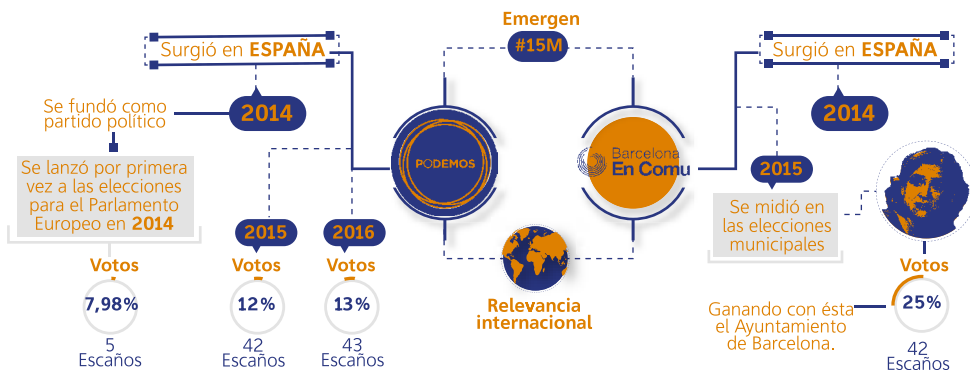 Emergen
#15M
Surgió en ESPAÑA
2014
Se fundó como
partido político
Se lanzó por primera
vez a las elecciones
para el Parlamento
Europeo en 2014
Votos
7,98%
5
Escaños
2015
Votos
12%
42
Escaños
2016
Votos
13%
43
Escaños
PODEMOS
Barcelona
En Comu
Relevancia
internacional
Surgió en ESPAÑA
2014
2015
Se midió en
las elecciones
municipales
Votos
25%
Ganando con ésta
el Ayuntamiento
de Barcelona.
42
Escaños